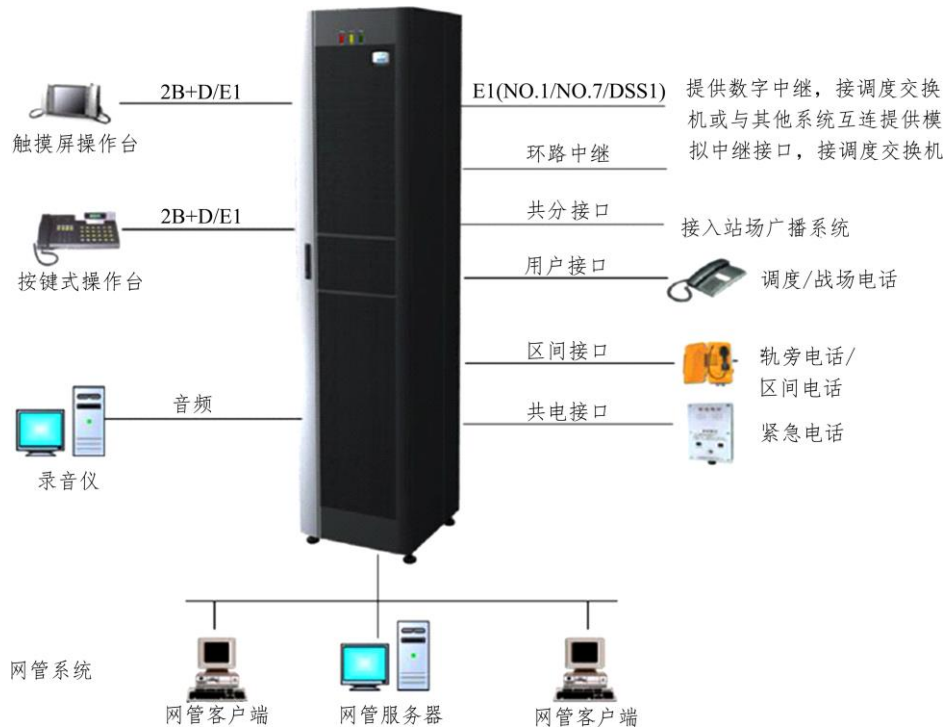 2B+D/E1
触摸屏操作台
2B+D/E1
按键式操作台
音频
录音仪
E1(NO.1/NO.7/DSS1)
提供数字中继，接调度交换
机或与其他系统互连提供模
拟中继接口，接调度交换机
环路中继
共分接口
接入站场广播系统
用户接口
调度/战场电话
区间接口
轨旁电话/
区间电话
共电接口
紧急电话
网管系统
网管客户端
网管服务器
网管客户端